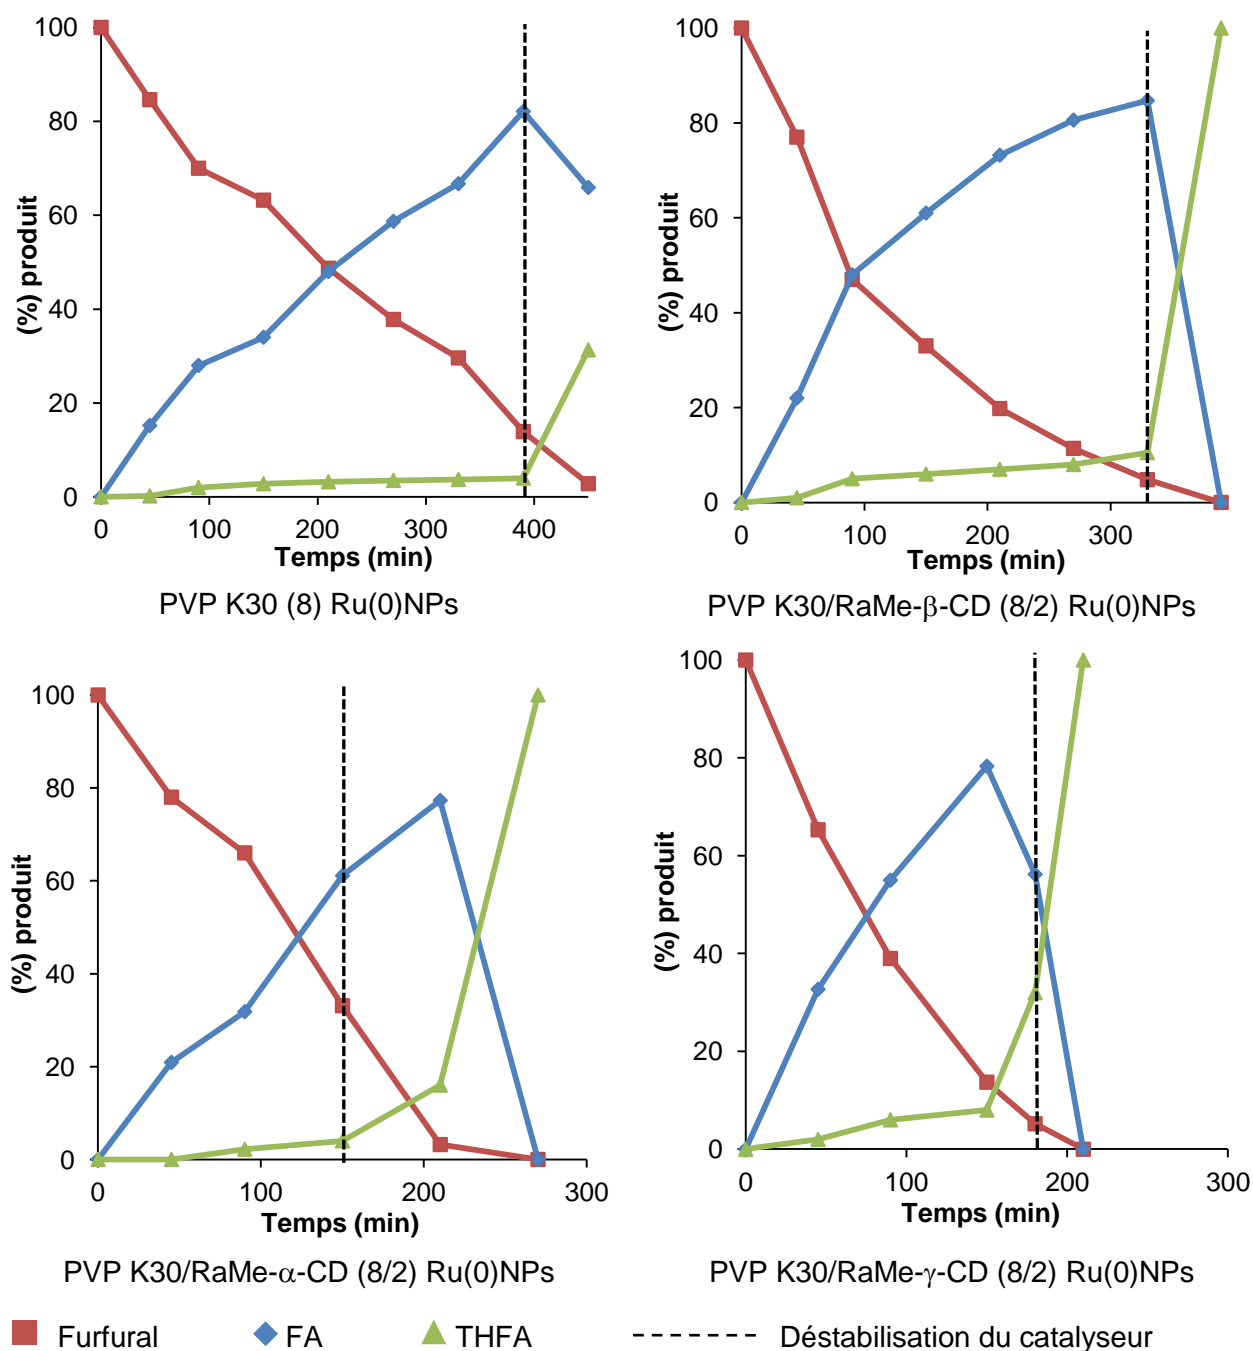 100
80
60
40
20
0
(%) produit
0 100 200 300 400
Temps (min)
PVP K30 (8) Ru(0)NPs
100
80
60
40
20
0
(%) produit
0 100 200 300
Temps (min)
PVP K30/RaMe-β-CD (8/2) Ru(0)NPs
100
80
60
40
20
0
(%) produit
0 100 200 300
Temps (min)
PVP K30/RaMe-α-CD (8/2) Ru(0)NPs
100
80
60
40
20
0
(%) produit
0 100 200 300
Temps (min)
PVP K30/RaMe-γ-CD (8/2) Ru(0)NPs
Furfural FA THFA Déstabilisation du catalyseur